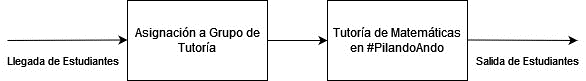 Asignación a Grupo de
Tutoría
Tutoría de Matemáticas
en #PilandoAndo
Llegada de Estudiantes
Salida de Estudiantes